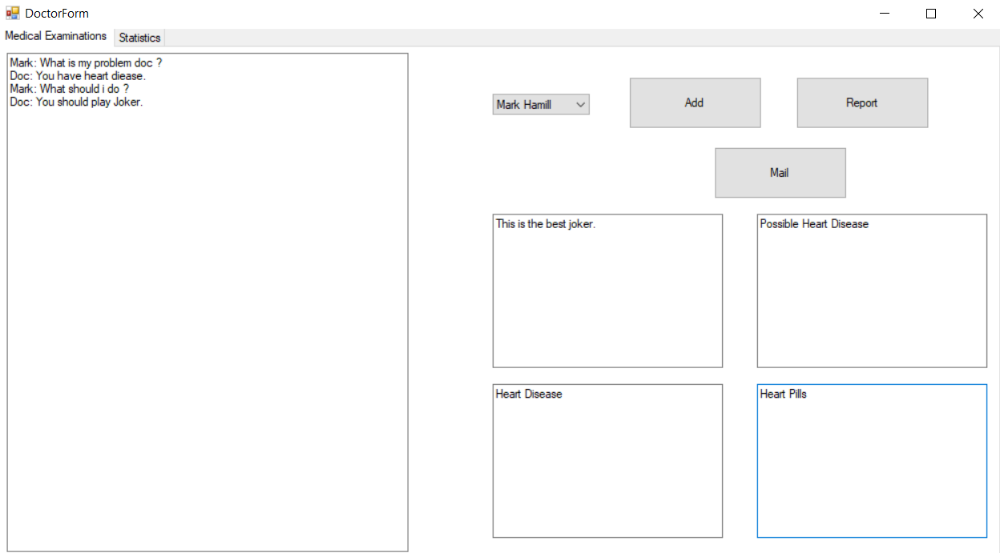 DoctorForm
Medical Examinations
Statistics
Mark: What is my problem doc ?
Doc: You have heart diease.
Mark: What should i do ?
Doc: You should play Joker.
Mark Hamill
Add
Report
Mail
This is the best joker.
Possible Heart Disease
Heart Disease
Heart Pills